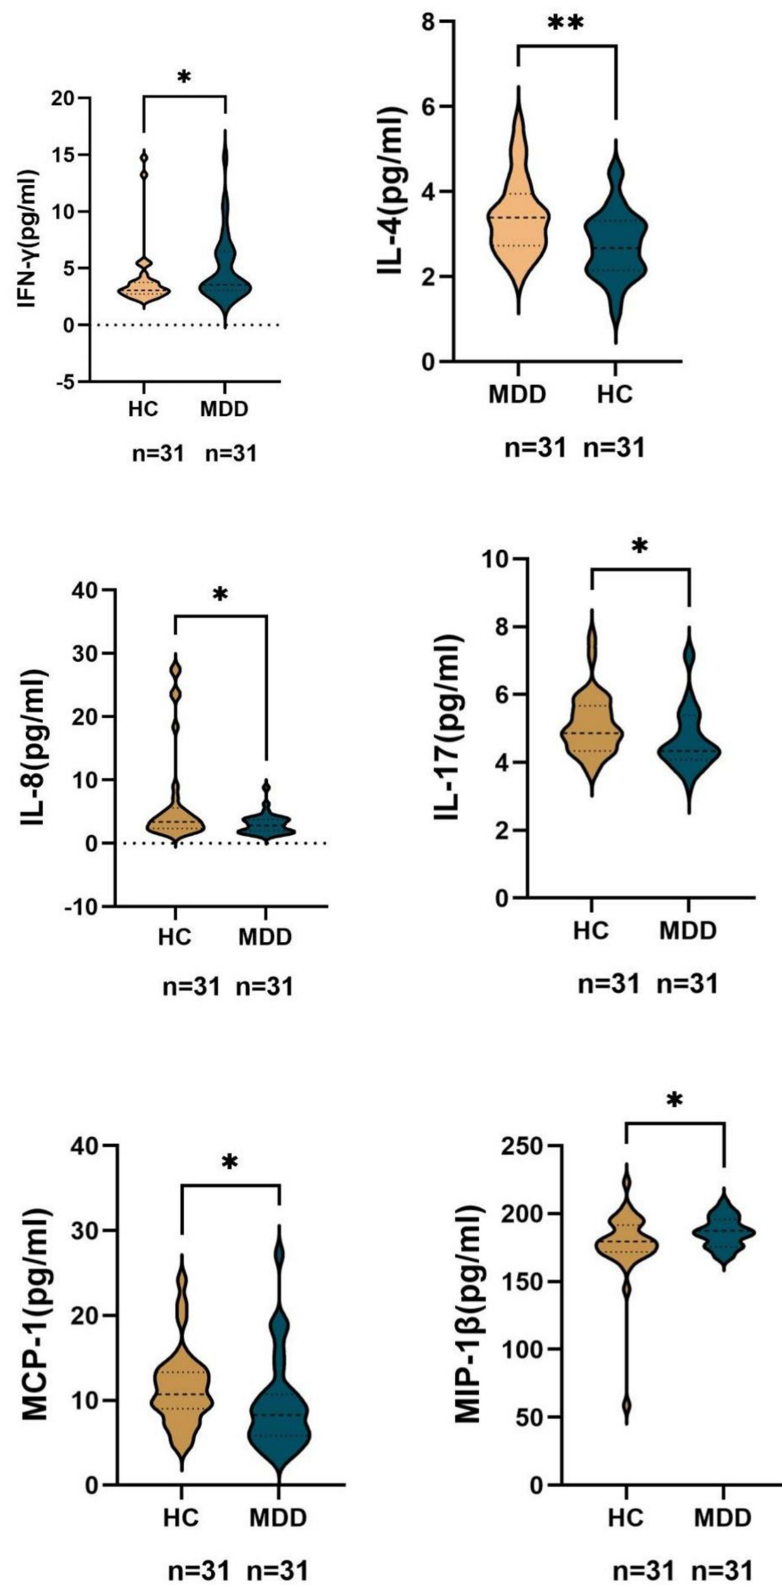 *
20
15
10
5
0
-5
IFN-γ(pg/ml)
HC MDD
n=31 n=31
**
8
6
4
2
0
IL-4(pg/ml)
MDD HC
n=31 n=31
*
40
30
20
10
0
-10
IL-8(pg/ml)
HC MDD
n=31 n=31
*
10
8
6
4
2
0
IL-17(pg/ml)
HC MDD
n=31 n=31
*
40
30
20
10
0
MCP-1(pg/ml)
HC MDD
n=31 n=31
*
250
200
150
100
50
0
MIP-1β(pg/ml)
HC MDD
n=31 n=31